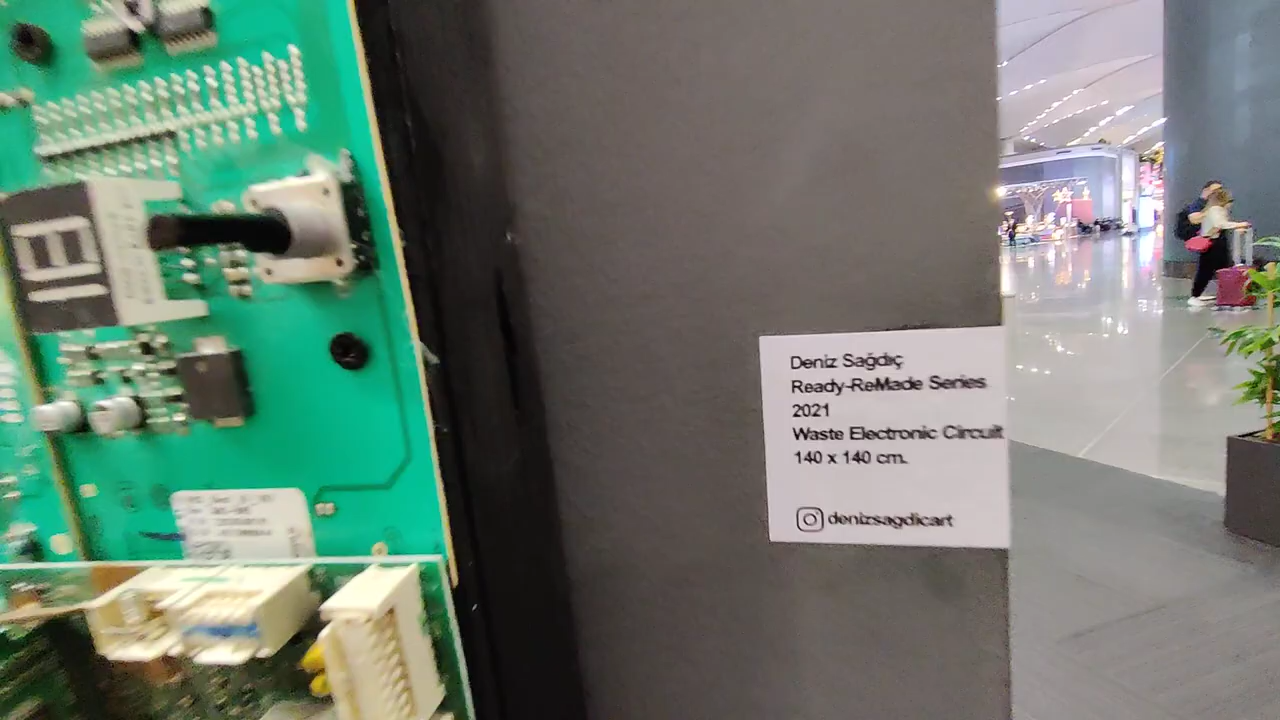 Deniz Sağdıç
Ready-ReMade Series
2021
Waste Electronic Circuit
140 x 140 cm.
denizsagdicart